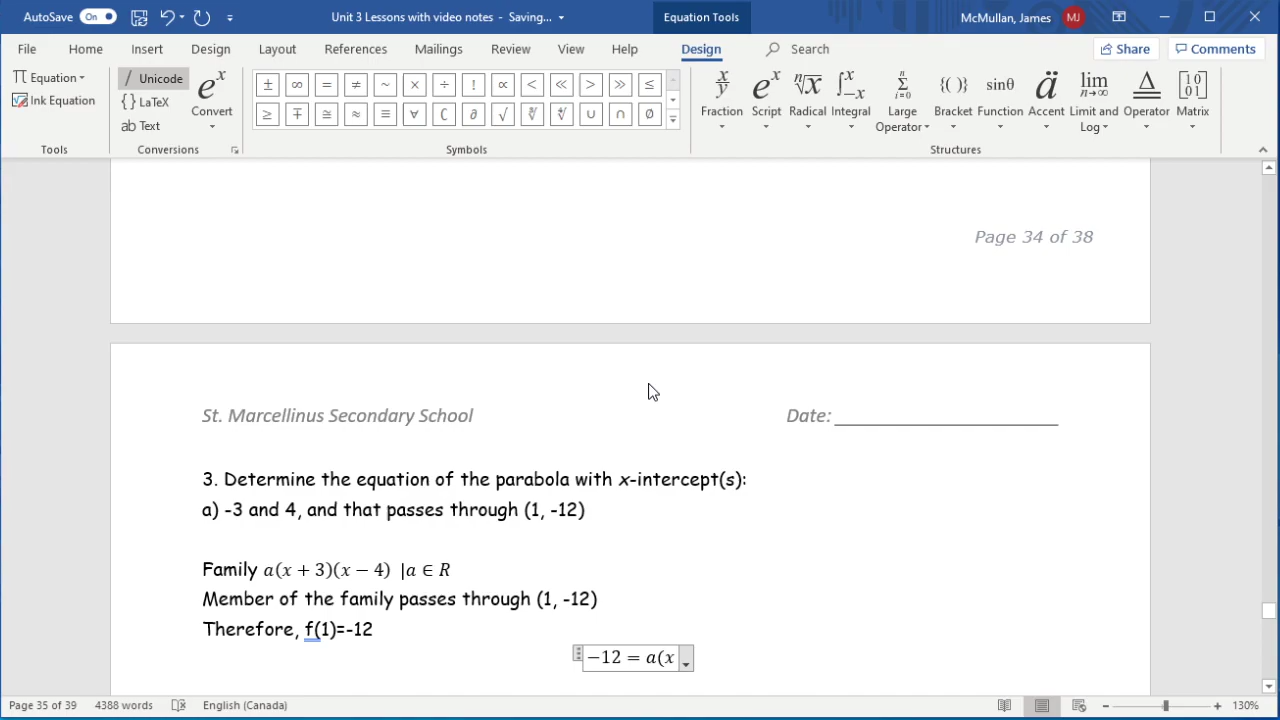 AutoSave On Unit 3 Lessons with video notes - Saving... Equation Tools McMullan, James MJ
File Home Insert Design Layout References Mailings Review View Help Design Search Share Comments
Equation
Ink Equation
Tools
Unicode
LaTeX
ab Text
Convert
Conversions
± ∞ = ≠ ~ × ÷ ! ∝ < ≪ > ≫ ≤
≥ ∓ ≅ ≈ ≡ ∀ ∁ ∂ √ ∛ ∜ ∪ ∩ ∅
Symbols
Fraction Script Radical Integral Large Operator Bracket Function Accent Limit and Log Operator Matrix
Structures
Page 34 of 38
St. Marcellinus Secondary School Date: ____________________
3. Determine the equation of the parabola with x-intercept(s):
a) -3 and 4, and that passes through (1, -12)
Family a(x + 3)(x − 4) |a ∈ R
Member of the family passes through (1, -12)
Therefore, f(1)=-12
−12 = a(x
Page 35 of 39 4388 words English (Canada) 130%